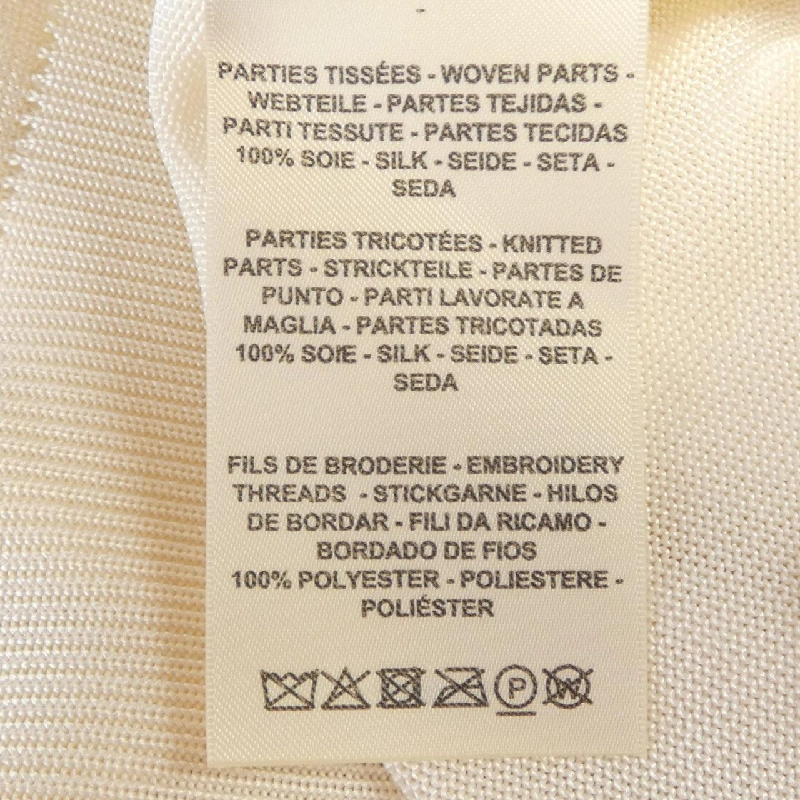 PARTIES TISSÉES - WOVEN PARTS -
WEBTEILE - PARTES TEJIDAS -
PARTI TESSUTE - PARTES TECIDAS
100% SOIE - SILK - SEIDE - SETA -
SEDA
PARTIES TRICOTÉES - KNITTED
PARTS - STRICKTEILE - PARTES DE
PUNTO - PARTI LAVORATE A
MAGLIA - PARTES TRICOTADAS
100% SOIE - SILK - SEIDE - SETA -
SEDA
FILS DE BRODERIE - EMBROIDERY
THREADS - STICKGARNE - HILOS
DE BORDAR - FILI DA RICAMO -
BORDADO DE FIOS
100% POLYESTER - POLIESTERE -
POLIÉSTER
P W